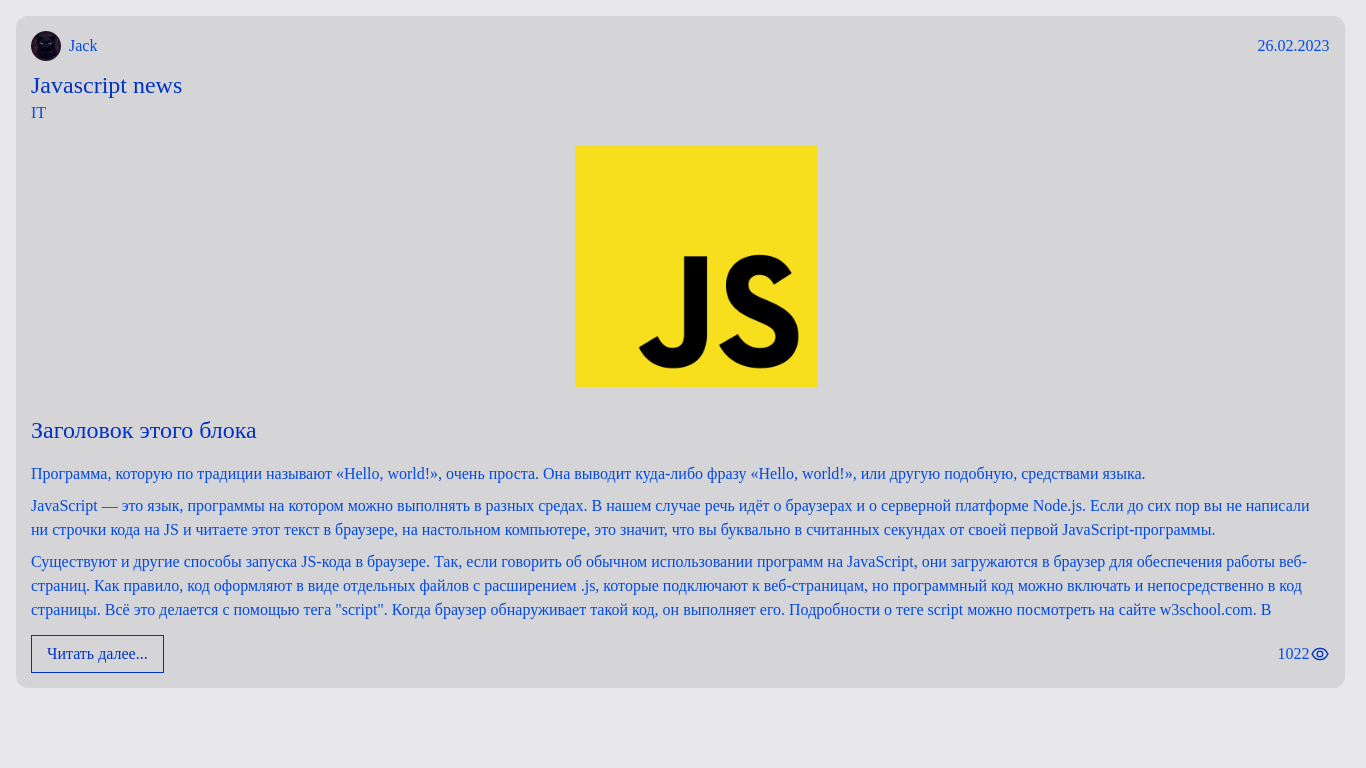 Jack
26.02.2023
Javascript news
IT
JS
Заголовок этого блока
Программа, которую по традиции называют «Hello, world!», очень проста. Она выводит куда-либо фразу «Hello, world!», или другую подобную, средствами языка.
JavaScript — это язык, программы на котором можно выполнять в разных средах. В нашем случае речь идёт о браузерах и о серверной платформе Node.js. Если до сих пор вы не написали
ни строчки кода на JS и читаете этот текст в браузере, на настольном компьютере, это значит, что вы буквально в считанных секундах от своей первой JavaScript-программы.
Существуют и другие способы запуска JS-кода в браузере. Так, если говорить об обычном использовании программ на JavaScript, они загружаются в браузер для обеспечения работы веб-
страниц. Как правило, код оформляют в виде отдельных файлов с расширением .js, которые подключают к веб-страницам, но программный код можно включать и непосредственно в код
страницы. Всё это делается с помощью тега "script". Когда браузер обнаруживает такой код, он выполняет его. Подробности о теге script можно посмотреть на сайте w3school.com. В
Читать далее...
1022